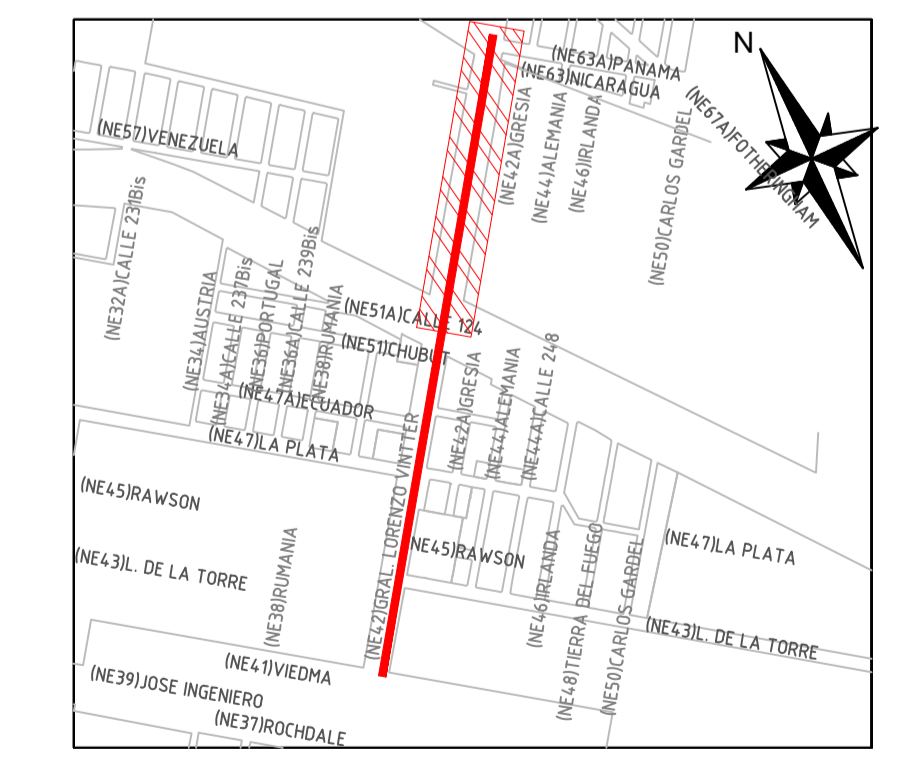 N
(NE63A)PANAMA
(NE63)NICARAGUA
(NE67A)FOTHERINGHAM
(NE42A)GRESIA
(NE44)ALEMANIA
(NE46)IRLANDA
(NE50)CARLOS GARDEL
(NE57)VENEZUELA
(NE32A)CALLE 231Bis
(NE34)AUSTRIA
(NE34A)CALLE 237Bis
(NE36)PORTUGAL
(NE36A)CALLE 239Bis
(NE38)RUMANIA
(NE51A)CALLE 124
(NE51)CHUBUT
(NE47A)ECUADOR
(NE47)LA PLATA
(NE42A)GRESIA
(NE44)ALEMANIA
(NE44A)CALLE 248
(NE45)RAWSON
(NE43)L. DE LA TORRE
(NE38)RUMANIA
(NE42)GRAL. LORENZO VINTTER
(NE45)RAWSON
(NE46)IRLANDA
(NE48)TIERRA DEL FUEGO
(NE50)CARLOS GARDEL
(NE47)LA PLATA
(NE43)L. DE LA TORRE
(NE41)VIEDMA
(NE39)JOSE INGENIERO
(NE37)ROCHDALE